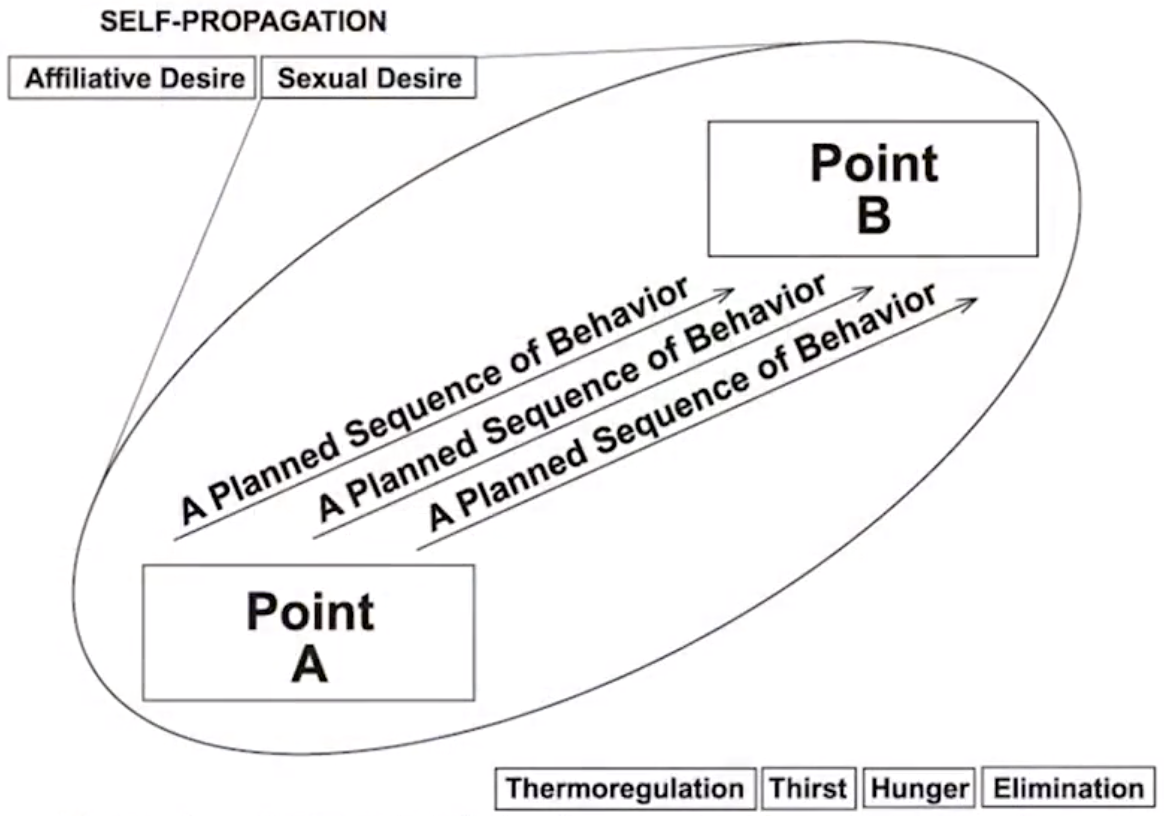 SELF-PROPAGATION
Affiliative Desire
Sexual Desire
Point
B
A Planned Sequence of Behavior
A Planned Sequence of Behavior
A Planned Sequence of Behavior
Point
A
Thermoregulation
Thirst
Hunger
Elimination